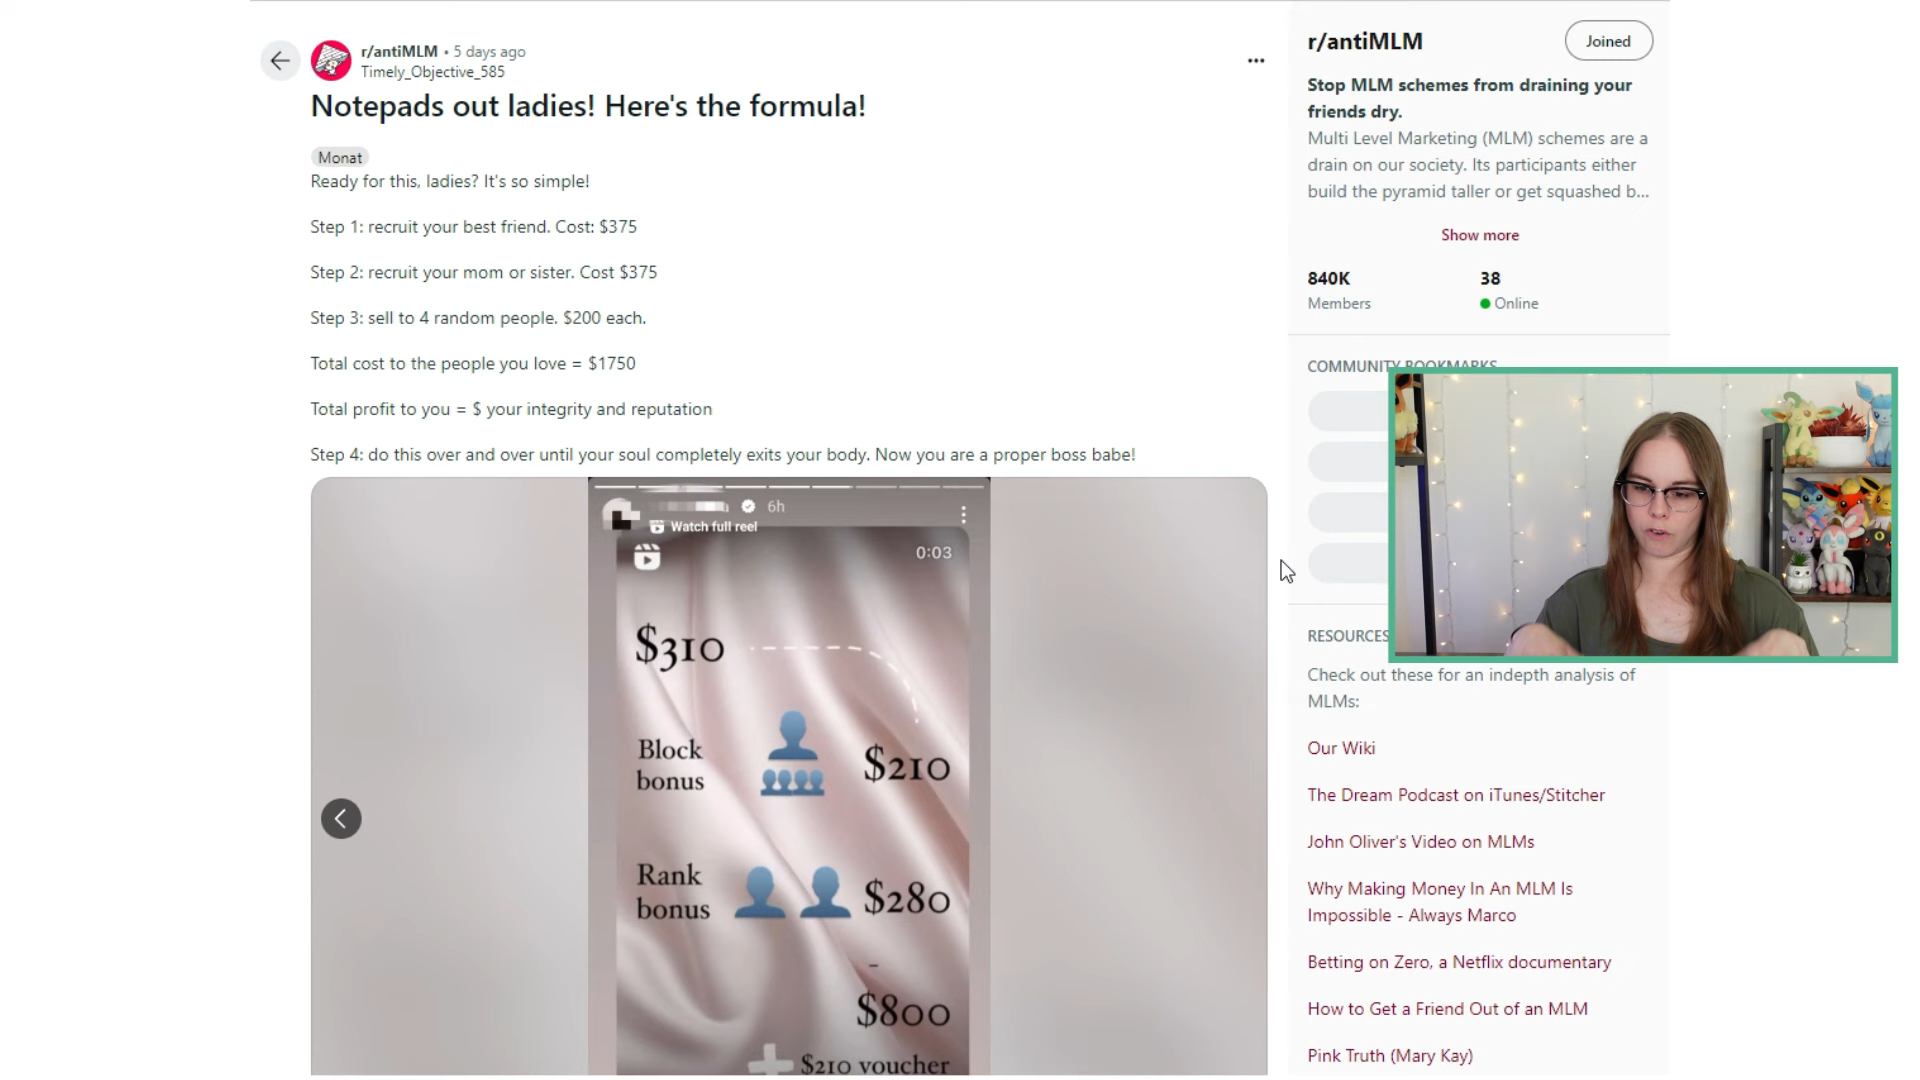 r/antiMLM • 5 days ago
Timely_Objective_585
Notepads out ladies! Here's the formula!
Monat
Ready for this, ladies? It's so simple!
Step 1: recruit your best friend. Cost: $375
Step 2: recruit your mom or sister. Cost $375
Step 3: sell to 4 random people. $200 each.
Total cost to the people you love = $1750
Total profit to you = $ your integrity and reputation
Step 4: do this over and over until your soul completely exits your body. Now you are a proper boss babe!
6h
Watch full reel
0:03
$310
Block
bonus
$210
Rank
bonus
$280
$800
$210 voucher
r/antiMLM
Joined
Stop MLM schemes from draining your
friends dry.
Multi Level Marketing (MLM) schemes are a
drain on our society. Its participants either
build the pyramid taller or get squashed b...
Show more
840K
38
Members
Online
COMMUNITY BOOKMARKS
RESOURCES
Check out these for an indepth analysis of
MLMs:
Our Wiki
The Dream Podcast on iTunes/Stitcher
John Oliver's Video on MLMs
Why Making Money In An MLM Is
Impossible - Always Marco
Betting on Zero, a Netflix documentary
How to Get a Friend Out of an MLM
Pink Truth (Mary Kay)